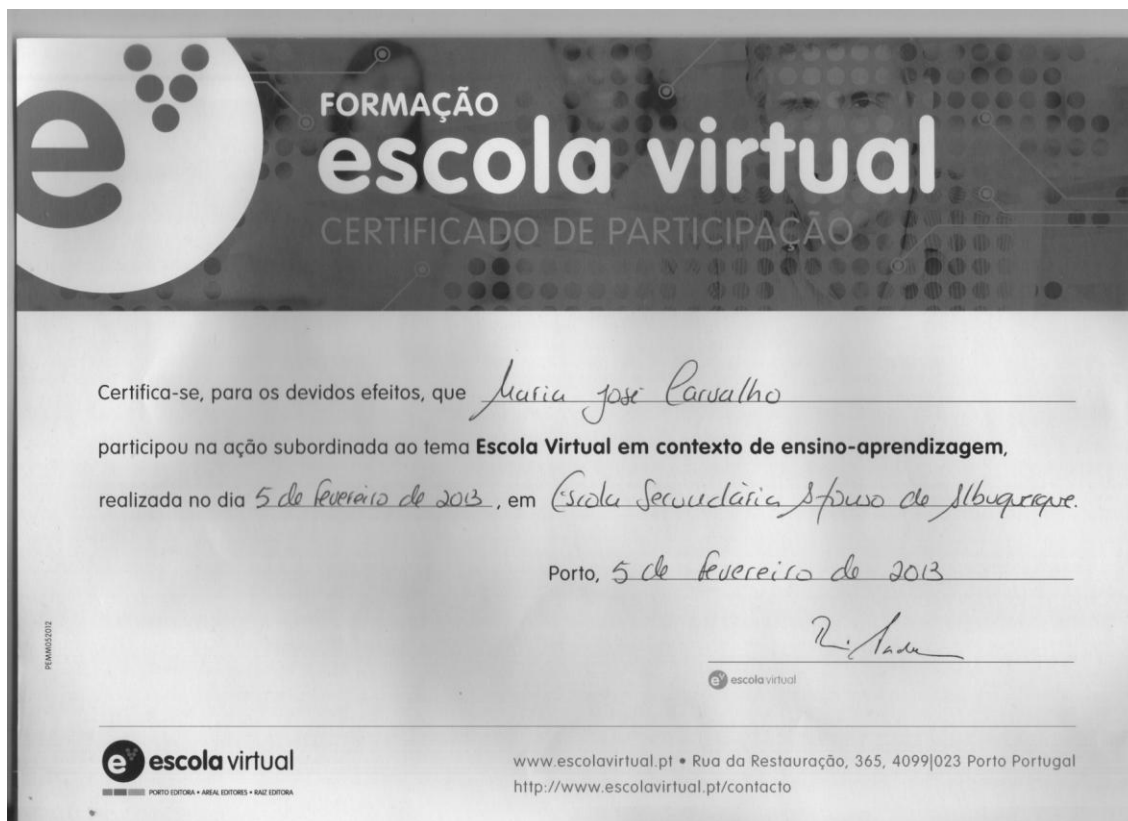 FORMAÇÃO
escola virtual
CERTIFICADO DE PARTICIPAÇÃO
Certifica-se, para os devidos efeitos, que Maria José Carvalho
participou na ação subordinada ao tema Escola Virtual em contexto de ensino-aprendizagem,
realizada no dia 5 de fevereiro de 2013, em Escola Secundária Afonso de Albuquerque.
Porto, 5 de fevereiro de 2013
e escola virtual
PEMM052012
e escola virtual
PORTO EDITORA • AREAL EDITORES • RAIZ EDITORA
www.escolavirtual.pt • Rua da Restauração, 365, 4099|023 Porto Portugal
http://www.escolavirtual.pt/contacto